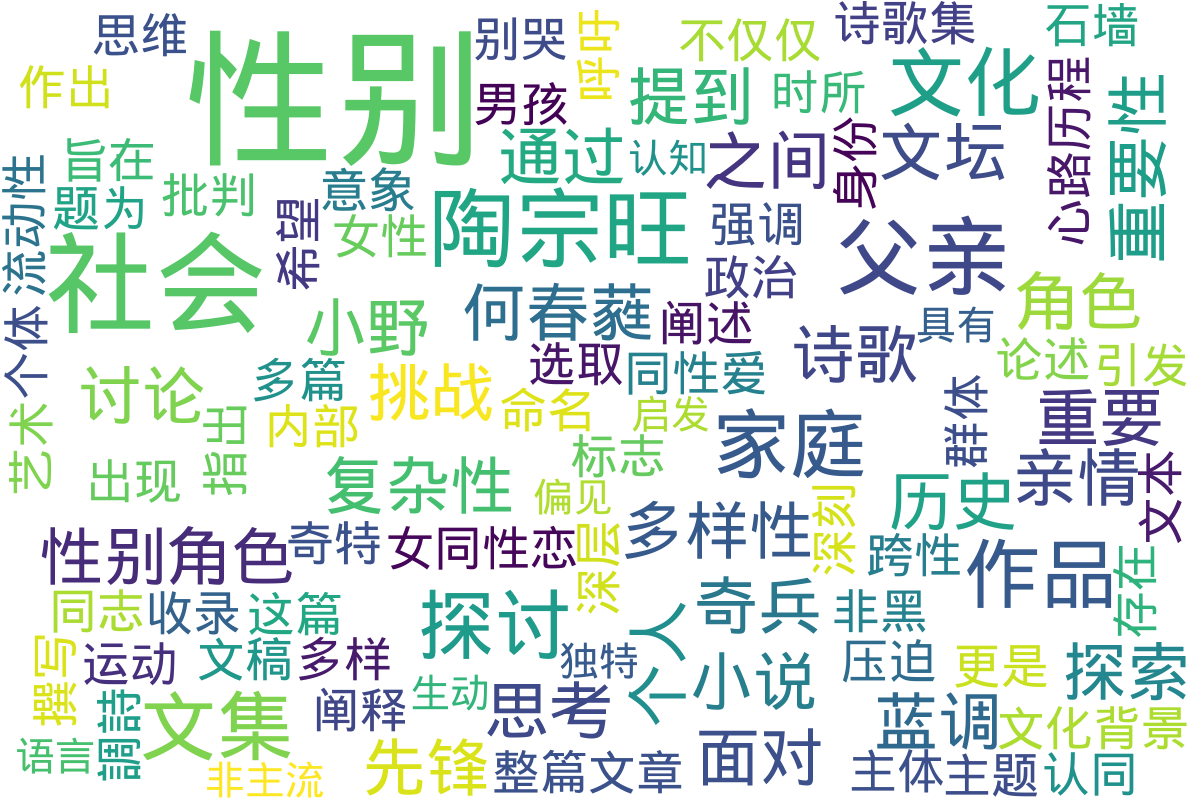 思维
别哭
呼吁
不仅仅
诗歌集
石墙
作出
性别
男孩
提到
时所
文化
心路历程
重要性
旨在
批判
意象
通过
认知
之间
身份
文坛
流动性
题为
女性
希望
陶宗旺
强调
父亲
社会
小野
何春蕤
政治
阐述
角色
个体
讨论
多篇
挑战
选取
同性爱
诗歌
具有
论述
引发
艺术
指出
内部
命名
启发
家庭
群体
重要
出现
复杂性
标志
偏见
历史
亲情
文本
性别角色
奇特
女同性恋
深层
多样性
深刻
跨性
作品
存在
同志
收录
这篇
探讨
个人
奇兵
非黑
撰写
运动
文稿
多样
独特
小说
压迫
更是
探索
調詩
文集
阐释
生动
思考
蓝调
文化背景
语言
非主流
先锋
整篇
文章
面对
主体
主题
认同